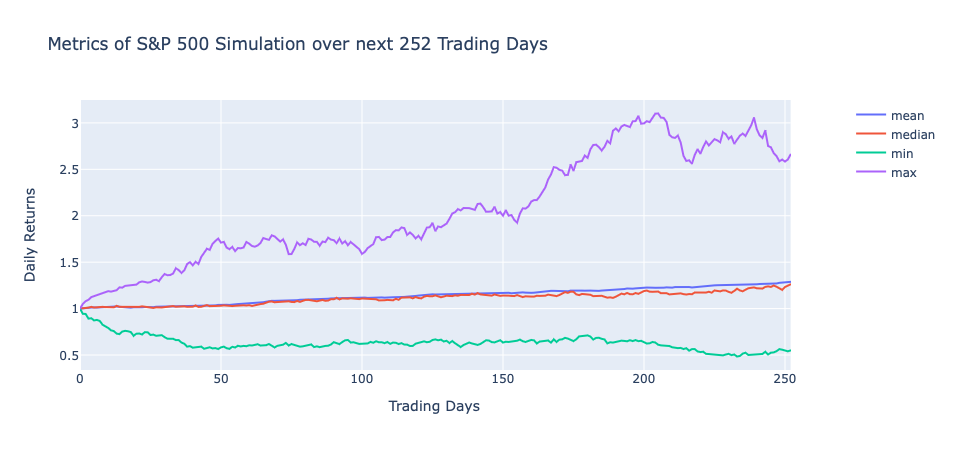 Metrics of S&P 500 Simulation over next 252 Trading Days
mean
median
min
max
Daily Returns
3
2.5
2
1.5
1
0.5
0
50
100
150
200
250
Trading Days